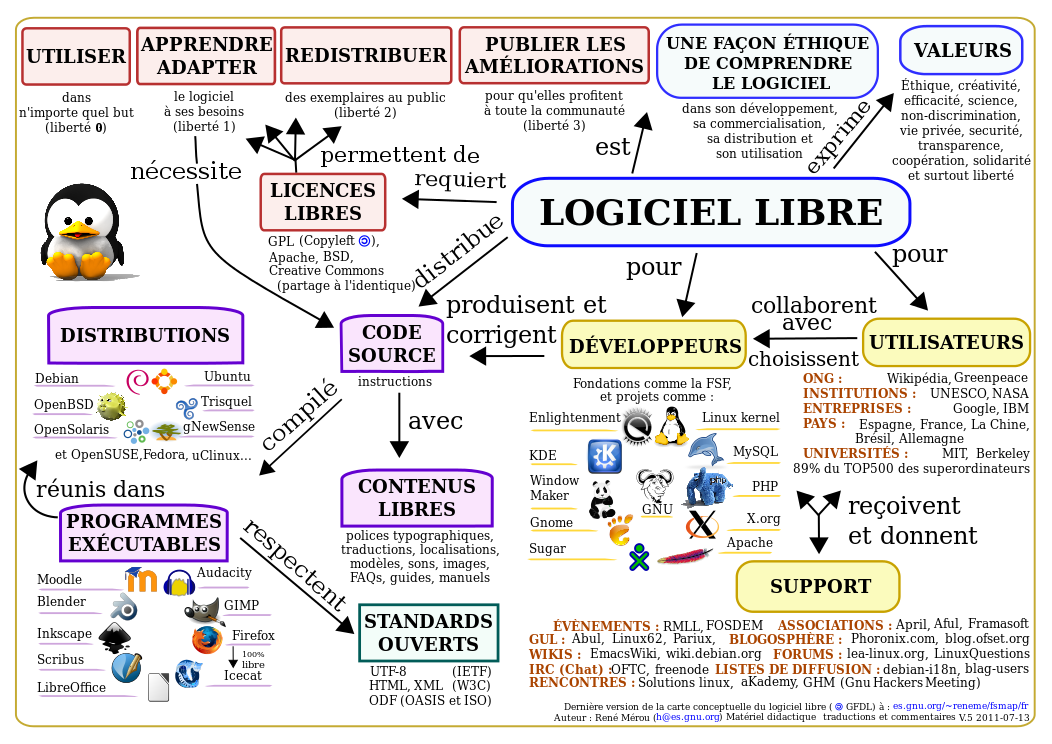 UTILISER
dans
n'importe quel but
(liberté 0)
APPRENDRE
ADAPTER
le logiciel
à ses besoins
(liberté 1)
REDISTRIBUER
des exemplaires au public
(liberté 2)
PUBLIER LES
AMÉLIORATIONS
pour qu'elles profitent
à toute la communauté
(liberté 3)
UNE FAÇON ÉTHIQUE
DE COMPRENDRE
LE LOGICIEL
dans son développement,
sa commercialisation,
sa distribution et
son utilisation
VALEURS
Éthique, créativité,
efficacité, science,
non-discrimination,
vie privée, securité,
transparence,
coopération, solidarité
et surtout liberté
nécessite
permettent de
requiert
est
exprime
LICENCES
LIBRES
GPL (Copyleft),
Apache, BSD,
Creative Commons
(partage à l'identique)
LOGICIEL LIBRE
distribue
pour
pour
produisent et
corrigent
collaborent
avec
choisissent
DISTRIBUTIONS
Debian
Ubuntu
OpenBSD
Trisquel
OpenSolaris
gNewSense
et OpenSUSE,Fedora, uClinux...
CODE
SOURCE
instructions
DÉVELOPPEURS
Fondations comme la FSF,
et projets comme :
Enlightenment
Linux kernel
KDE
MySQL
Window
Maker
PHP
GNU
Gnome
X.org
Sugar
Apache
UTILISATEURS
ONG : Wikipédia, Greenpeace
INSTITUTIONS : UNESCO, NASA
ENTREPRISES : Google, IBM
PAYS : Espagne, France, La Chine,
Brésil, Allemagne
UNIVERSITÉS : MIT, Berkeley
89% du TOP500 des superordinateurs
compilé
avec
réunis dans
respectent
reçoivent
et donnent
CONTENUS
LIBRES
polices typographiques,
traductions, localisations,
modèles, sons, images,
FAQs, guides, manuels
PROGRAMMES
EXÉCUTABLES
Moodle
Audacity
Blender
GIMP
Inkscape
Firefox
100%
libre
Scribus
Icecat
LibreOffice
STANDARDS
OUVERTS
UTF-8 (IETF)
HTML, XML (W3C)
ODF (OASIS et ISO)
SUPPORT
ÉVÈNEMENTS : RMLL, FOSDEM ASSOCIATIONS : April, Aful, Framasoft
GUL : Abul, Linux62, Pariux, BLOGOSPHÈRE : Phoronix.com, blog.ofset.org
WIKIS : EmacsWiki, wiki.debian.org FORUMS : lea-linux.org, LinuxQuestions
IRC (Chat) :OFTC, freenode LISTES DE DIFFUSION : debian-i18n, blag-users
RENCONTRES : Solutions linux, aKademy, GHM (Gnu Hackers Meeting)
Dernière version de la carte conceptuelle du logiciel libre ( GFDL) à : es.gnu.org/~reneme/fsmap/fr
Auteur : René Mérou (h@es.gnu.org) Matériel didactique traductions et commentaires V.5 2011-07-13